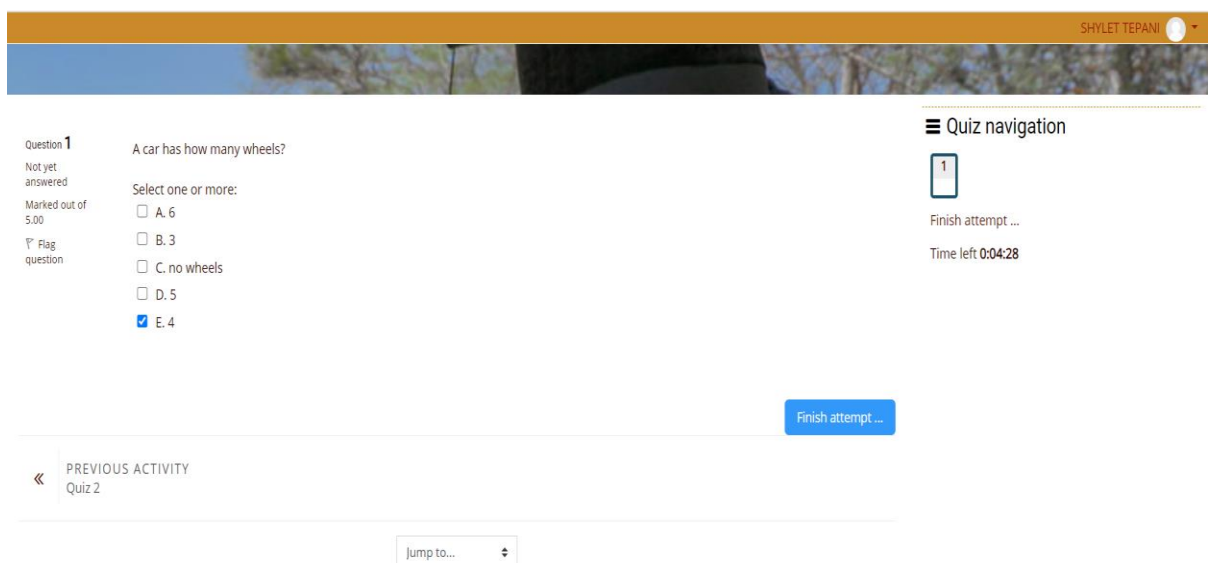 SHYLET TEPANI
Question 1
Not yet
answered
Marked out of
5.00
Flag
question
A car has how many wheels?
Select one or more:
A. 6
B. 3
C. no wheels
D. 5
E. 4
Finish attempt ...
PREVIOUS ACTIVITY
Quiz 2
Jump to...
Quiz navigation
1
Finish attempt ...
Time left 0:04:28